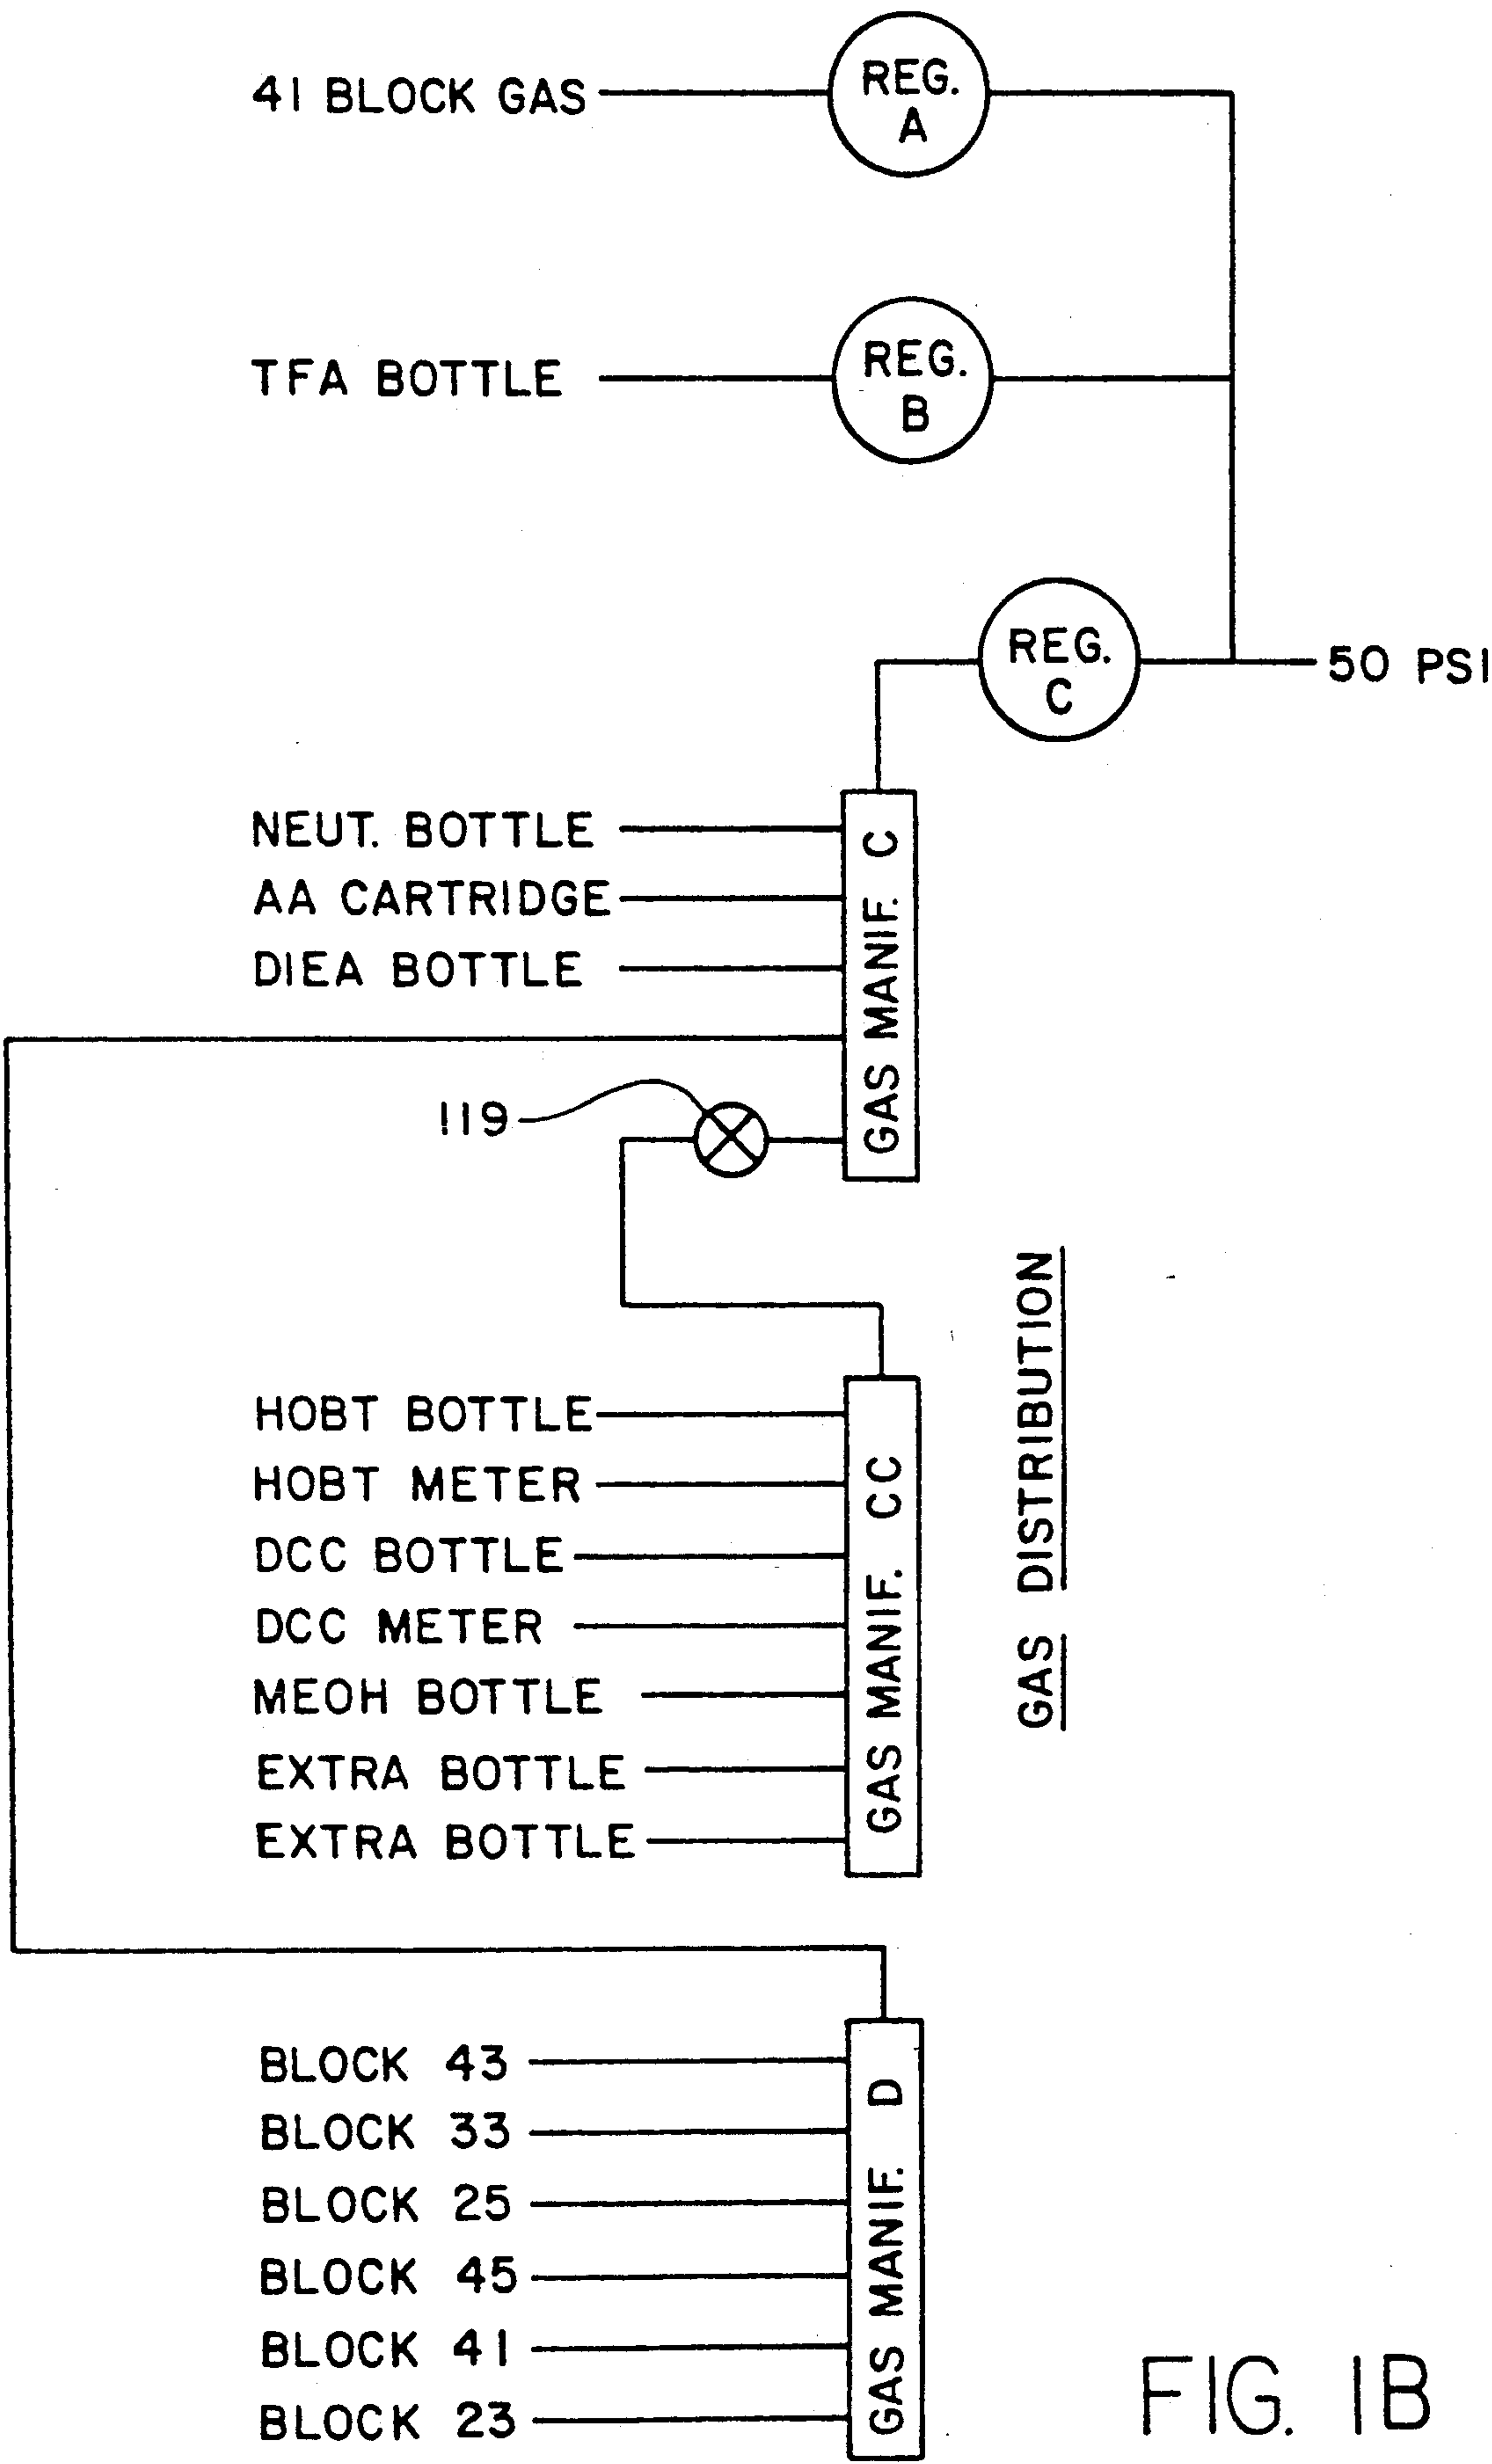 41 BLOCK GAS
REG.
A
TFA BOTTLE
REG.
B
REG.
C
50 PSI
NEUT. BOTTLE
AA CARTRIDGE
DIEA BOTTLE
GAS MANIF. C
119
GAS DISTRIBUTION
HOBT BOTTLE
HOBT METER
DCC BOTTLE
DCC METER
MEOH BOTTLE
EXTRA BOTTLE
EXTRA BOTTLE
GAS MANIF. CC
BLOCK 43
BLOCK 33
BLOCK 25
BLOCK 45
BLOCK 41
BLOCK 23
GAS MANIF. D
FIG. 1B